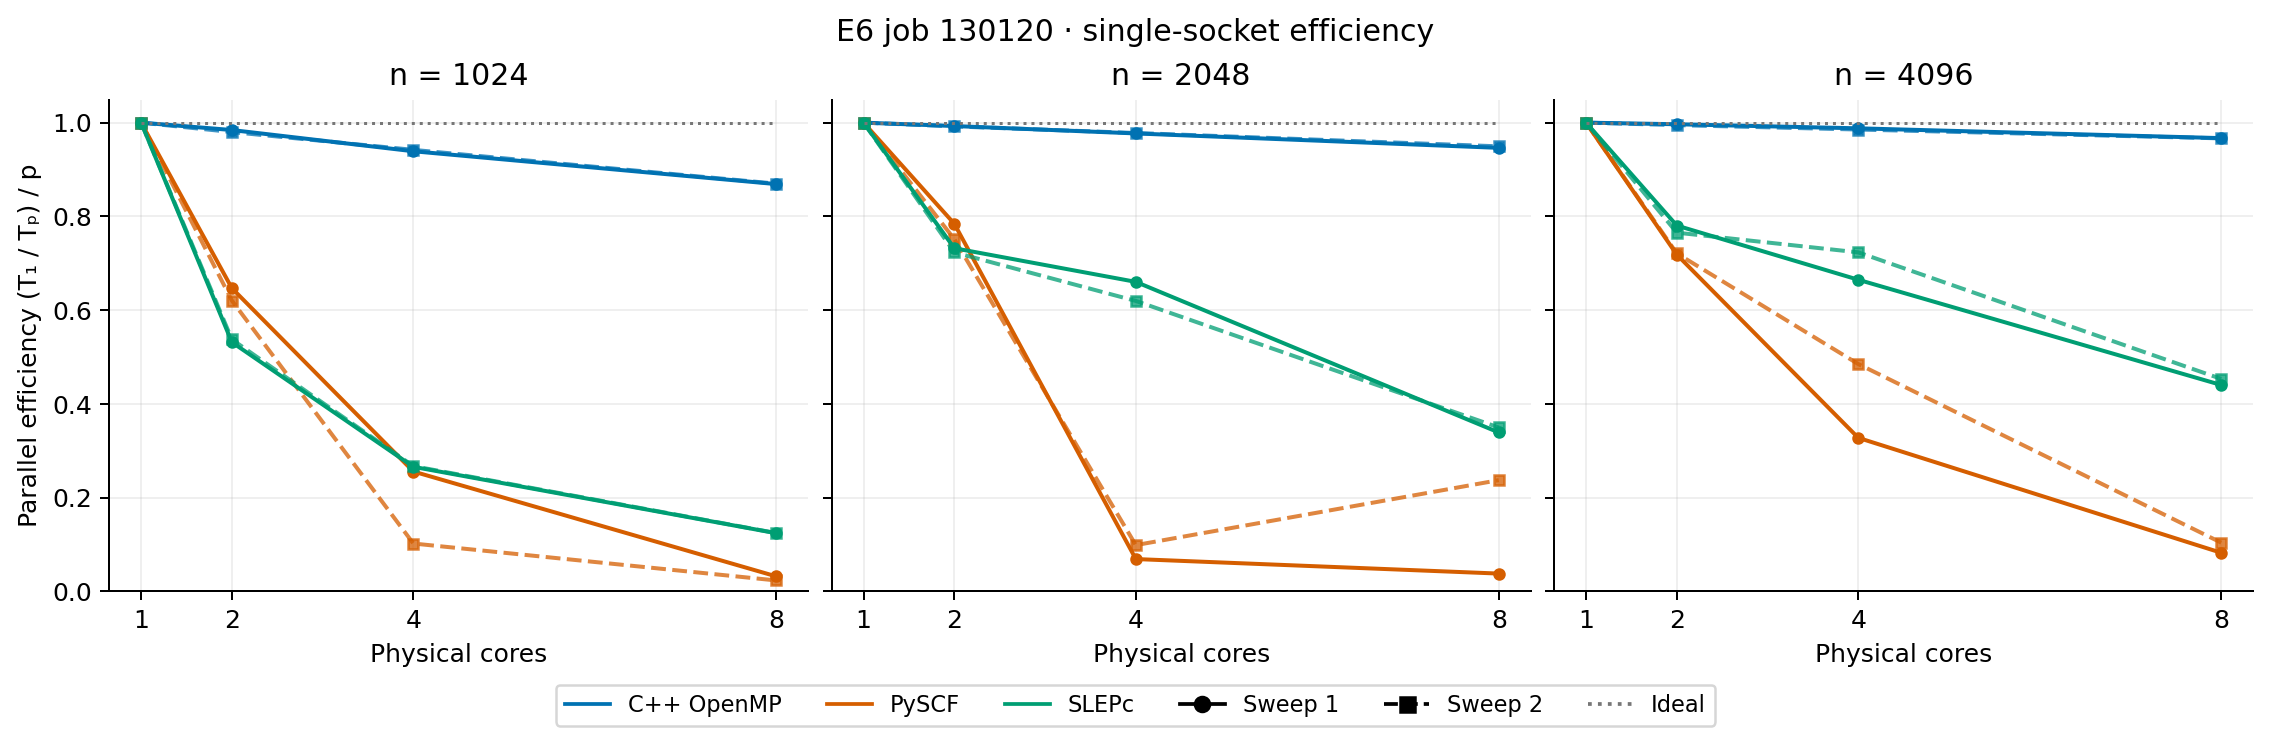 E6 job 130120 · single-socket efficiency
n = 1024
n = 2048
n = 4096
Parallel efficiency (T₁ / Tₚ) / p
1.0
0.8
0.6
0.4
0.2
0.0
1 2 4 8
1 2 4 8
1 2 4 8
Physical cores
Physical cores
Physical cores
C++ OpenMP PySCF SLEPc Sweep 1 Sweep 2 Ideal